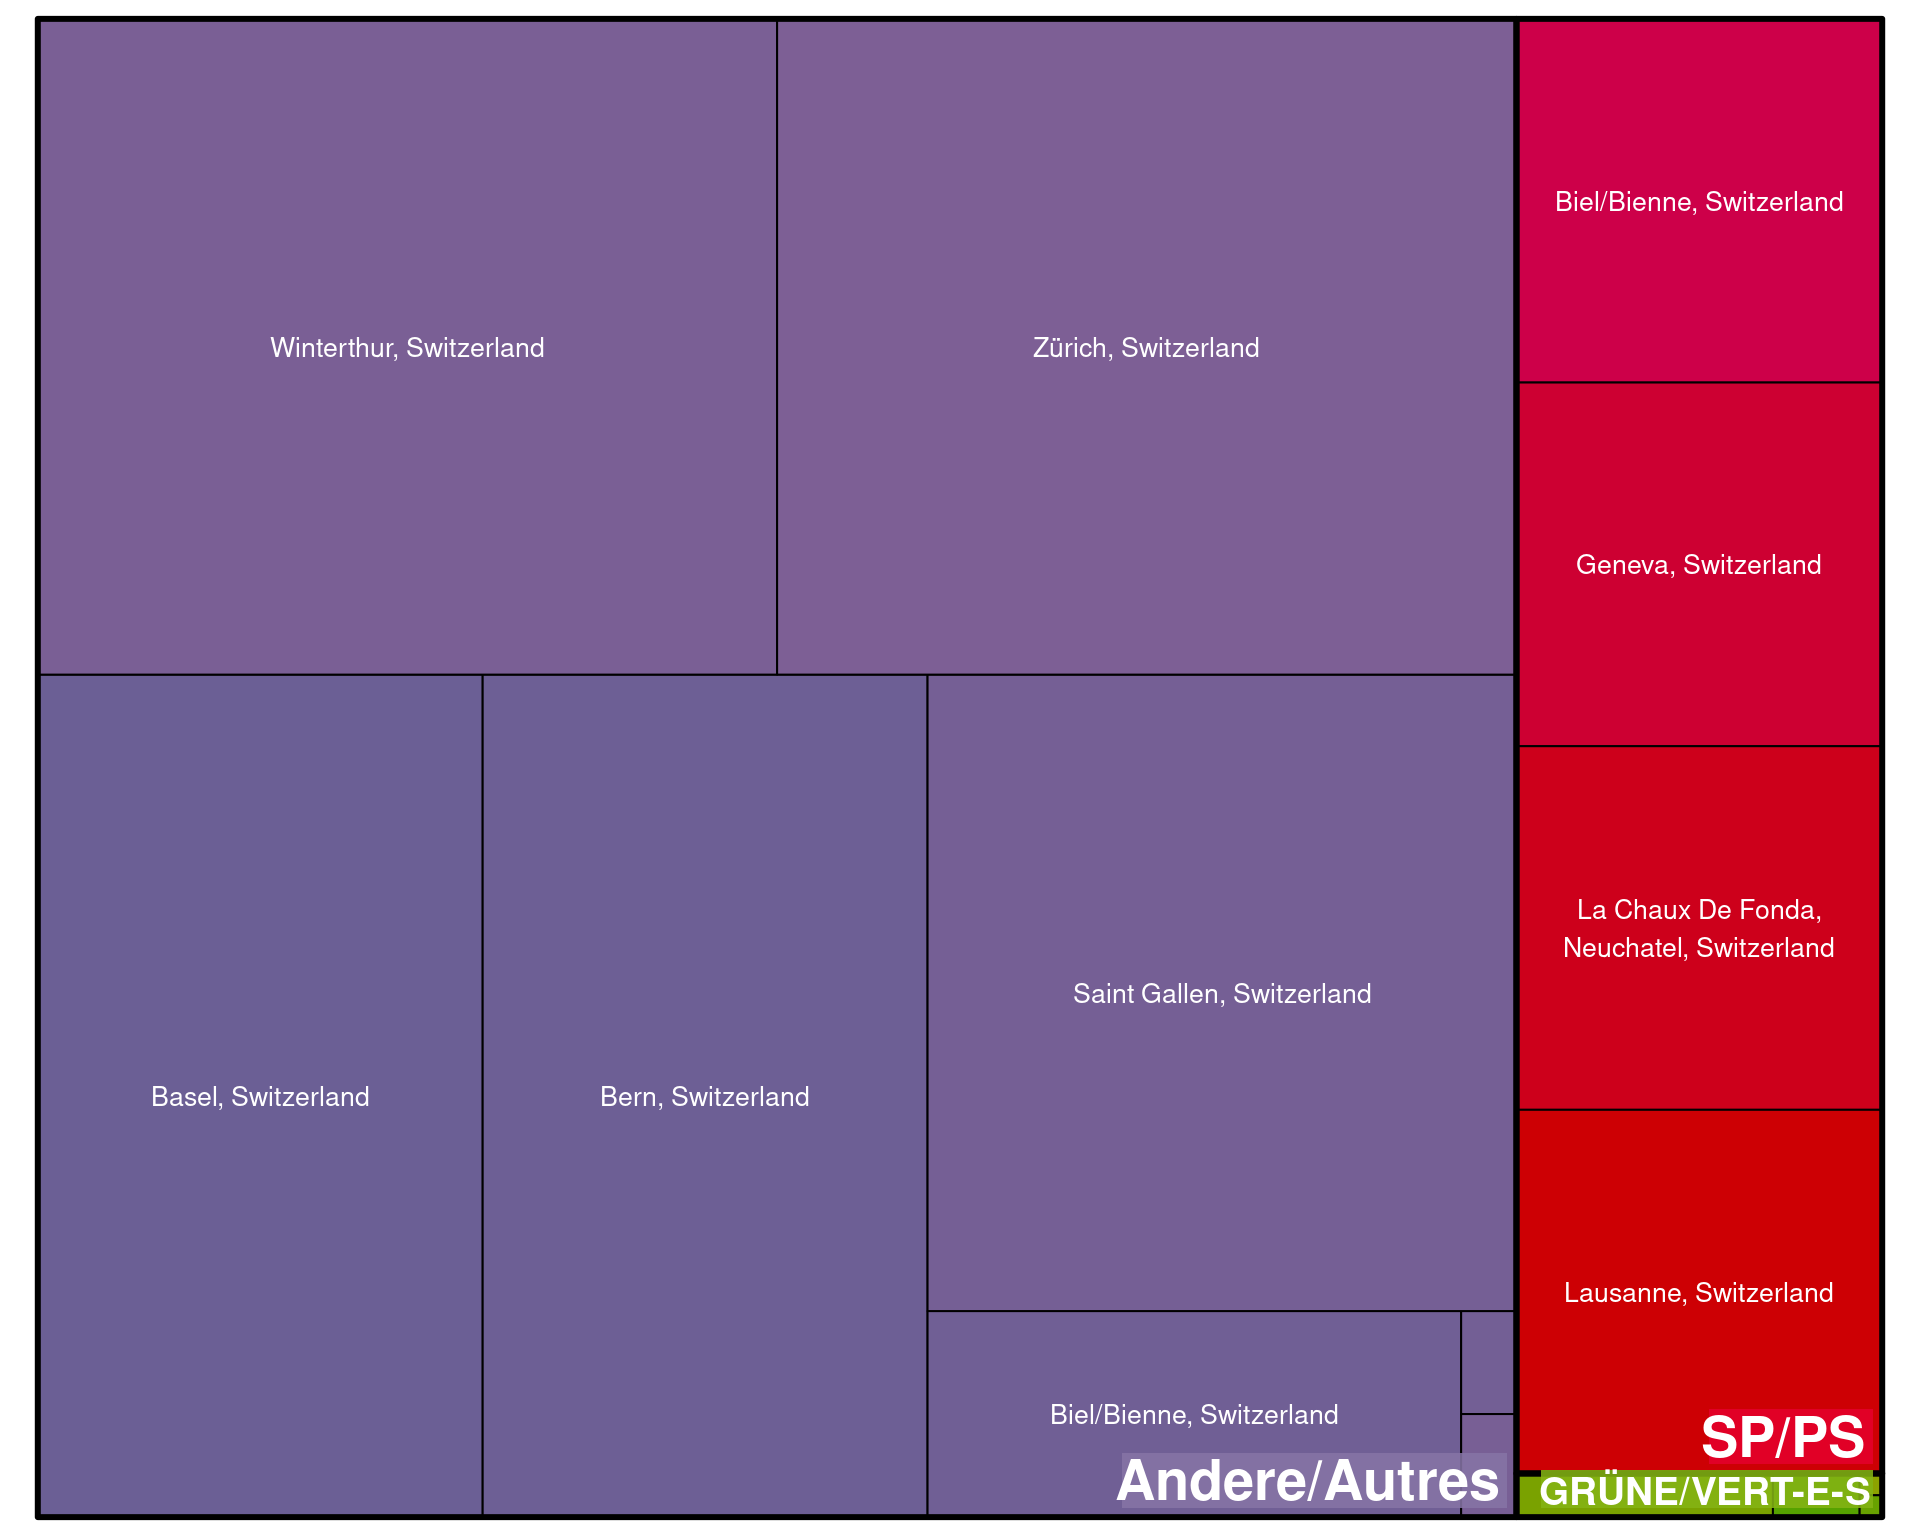 Winterthur, Switzerland
Zürich, Switzerland
Basel, Switzerland
Bern, Switzerland
Saint Gallen, Switzerland
Biel/Bienne, Switzerland
Andere/Autres
Biel/Bienne, Switzerland
Geneva, Switzerland
La Chaux De Fonda,
Neuchatel, Switzerland
Lausanne, Switzerland
SP/PS
GRÜNE/VERT-E-S